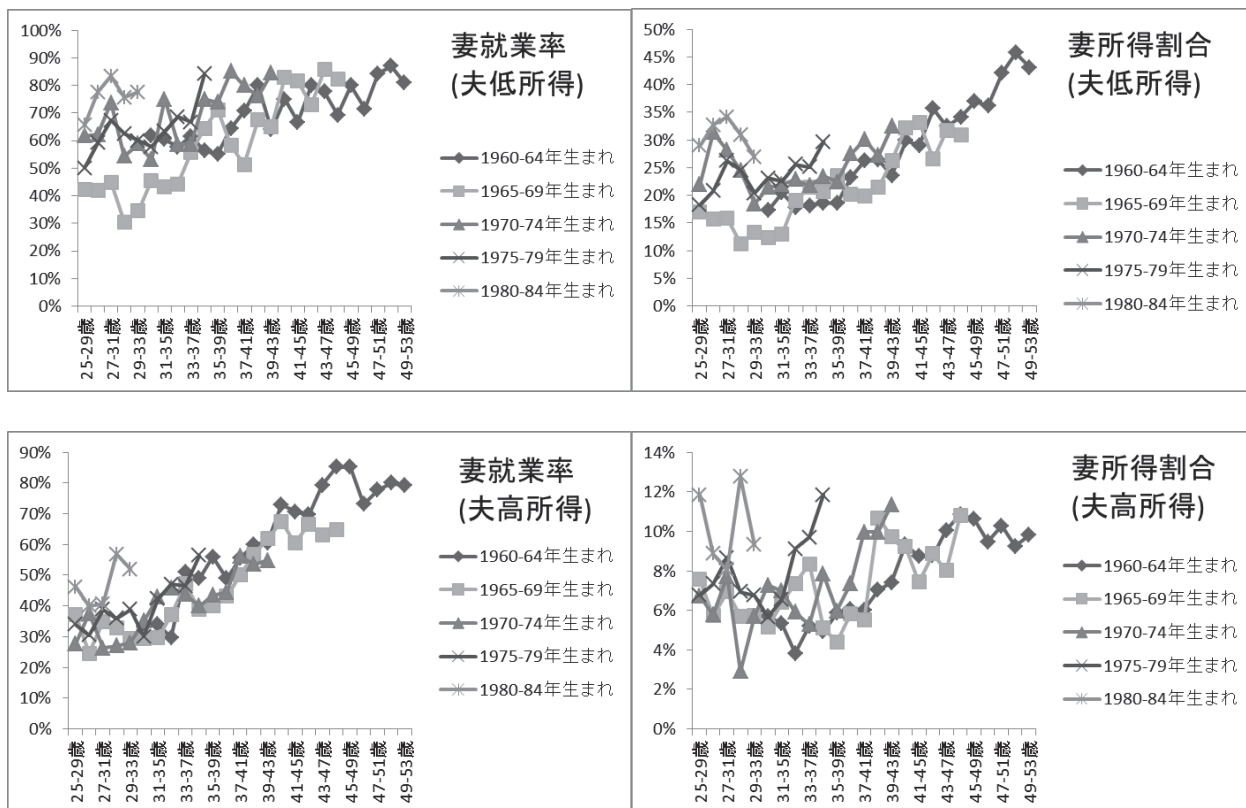 妻就業率
(夫低所得)
100%
90%
80%
70%
60%
50%
40%
30%
20%
10%
0%
1960-64年生まれ
1965-69年生まれ
1970-74年生まれ
1975-79年生まれ
1980-84年生まれ
25-29歳
27-31歳
29-33歳
31-35歳
33-37歳
35-39歳
37-41歳
39-43歳
41-45歳
43-47歳
45-49歳
47-51歳
49-53歳
妻所得割合
(夫低所得)
50%
45%
40%
35%
30%
25%
20%
15%
10%
5%
0%
1960-64年生まれ
1965-69年生まれ
1970-74年生まれ
1975-79年生まれ
1980-84年生まれ
25-29歳
27-31歳
29-33歳
31-35歳
33-37歳
35-39歳
37-41歳
39-43歳
41-45歳
43-47歳
45-49歳
47-51歳
49-53歳
妻就業率
(夫高所得)
90%
80%
70%
60%
50%
40%
30%
20%
10%
0%
1960-64年生まれ
1965-69年生まれ
1970-74年生まれ
1975-79年生まれ
1980-84年生まれ
25-29歳
27-31歳
29-33歳
31-35歳
33-37歳
35-39歳
37-41歳
39-43歳
41-45歳
43-47歳
45-49歳
47-51歳
49-53歳
妻所得割合
(夫高所得)
14%
12%
10%
8%
6%
4%
2%
0%
1960-64年生まれ
1965-69年生まれ
1970-74年生まれ
1975-79年生まれ
1980-84年生まれ
25-29歳
27-31歳
29-33歳
31-35歳
33-37歳
35-39歳
37-41歳
39-43歳
41-45歳
43-47歳
45-49歳
47-51歳
49-53歳